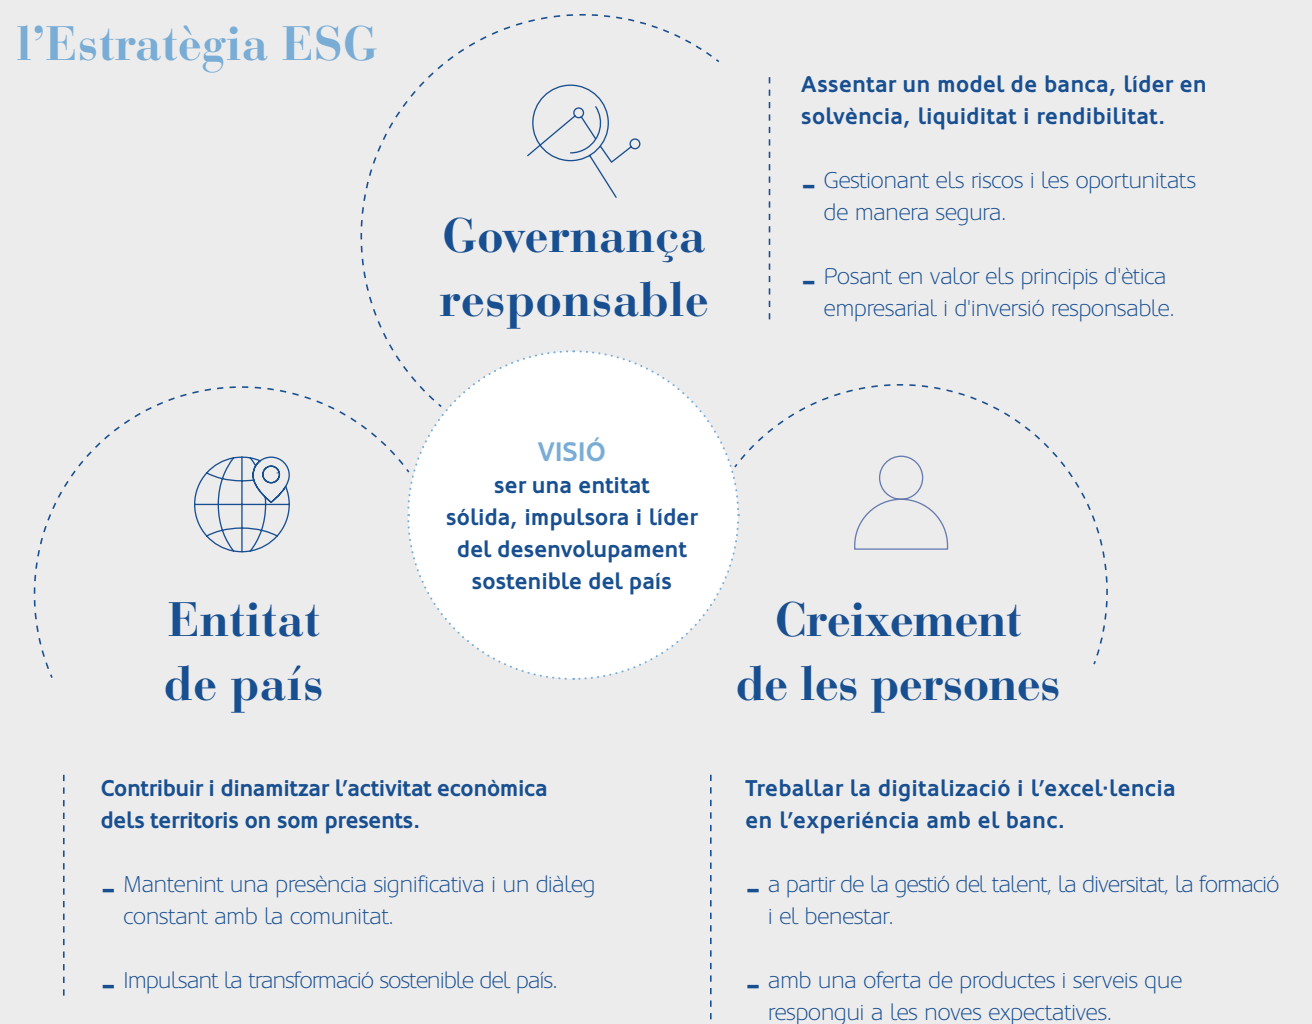 l’Estratègia ESG
Governança
responsable
Assentar un model de banca, líder en
solvència, liquiditat i rendibilitat.
- Gestionant els riscos i les oportunitats
de manera segura.
- Posant en valor els principis d'ètica
empresarial i d'inversió responsable.
VISIÓ
ser una entitat
sólida, impulsora i líder
del desenvolupament
sostenible del país
Entitat
de país
Contribuir i dinamitzar l’activitat econòmica
dels territoris on som presents.
- Mantenint una presència significativa i un diàleg
constant amb la comunitat.
- Impulsant la transformació sostenible del país.
Creixement
de les persones
Treballar la digitalizació i l’excel·lencia
en l’experiéncia amb el banc.
- a partir de la gestió del talent, la diversitat, la formació
i el benestar.
- amb una oferta de productes i serveis que
respongui a les noves expectatives.